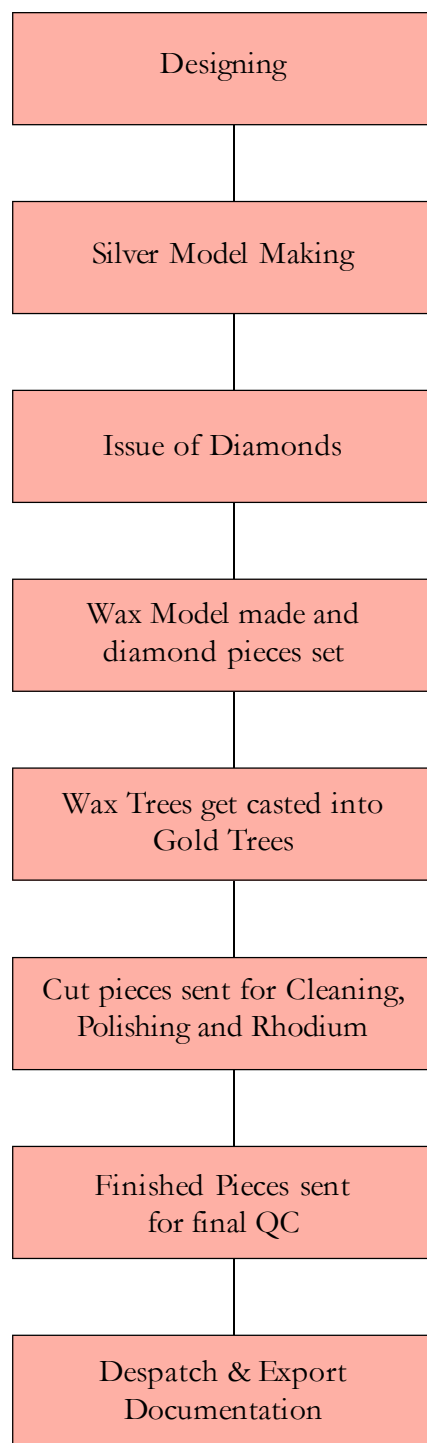 Designing
Silver Model Making
Issue of Diamonds
Wax Model made and
diamond pieces set
Wax Trees get casted into
Gold Trees
Cut pieces sent for Cleaning,
Polishing and Rhodium
Finished Pieces sent
for final QC
Despatch & Export
Documentation